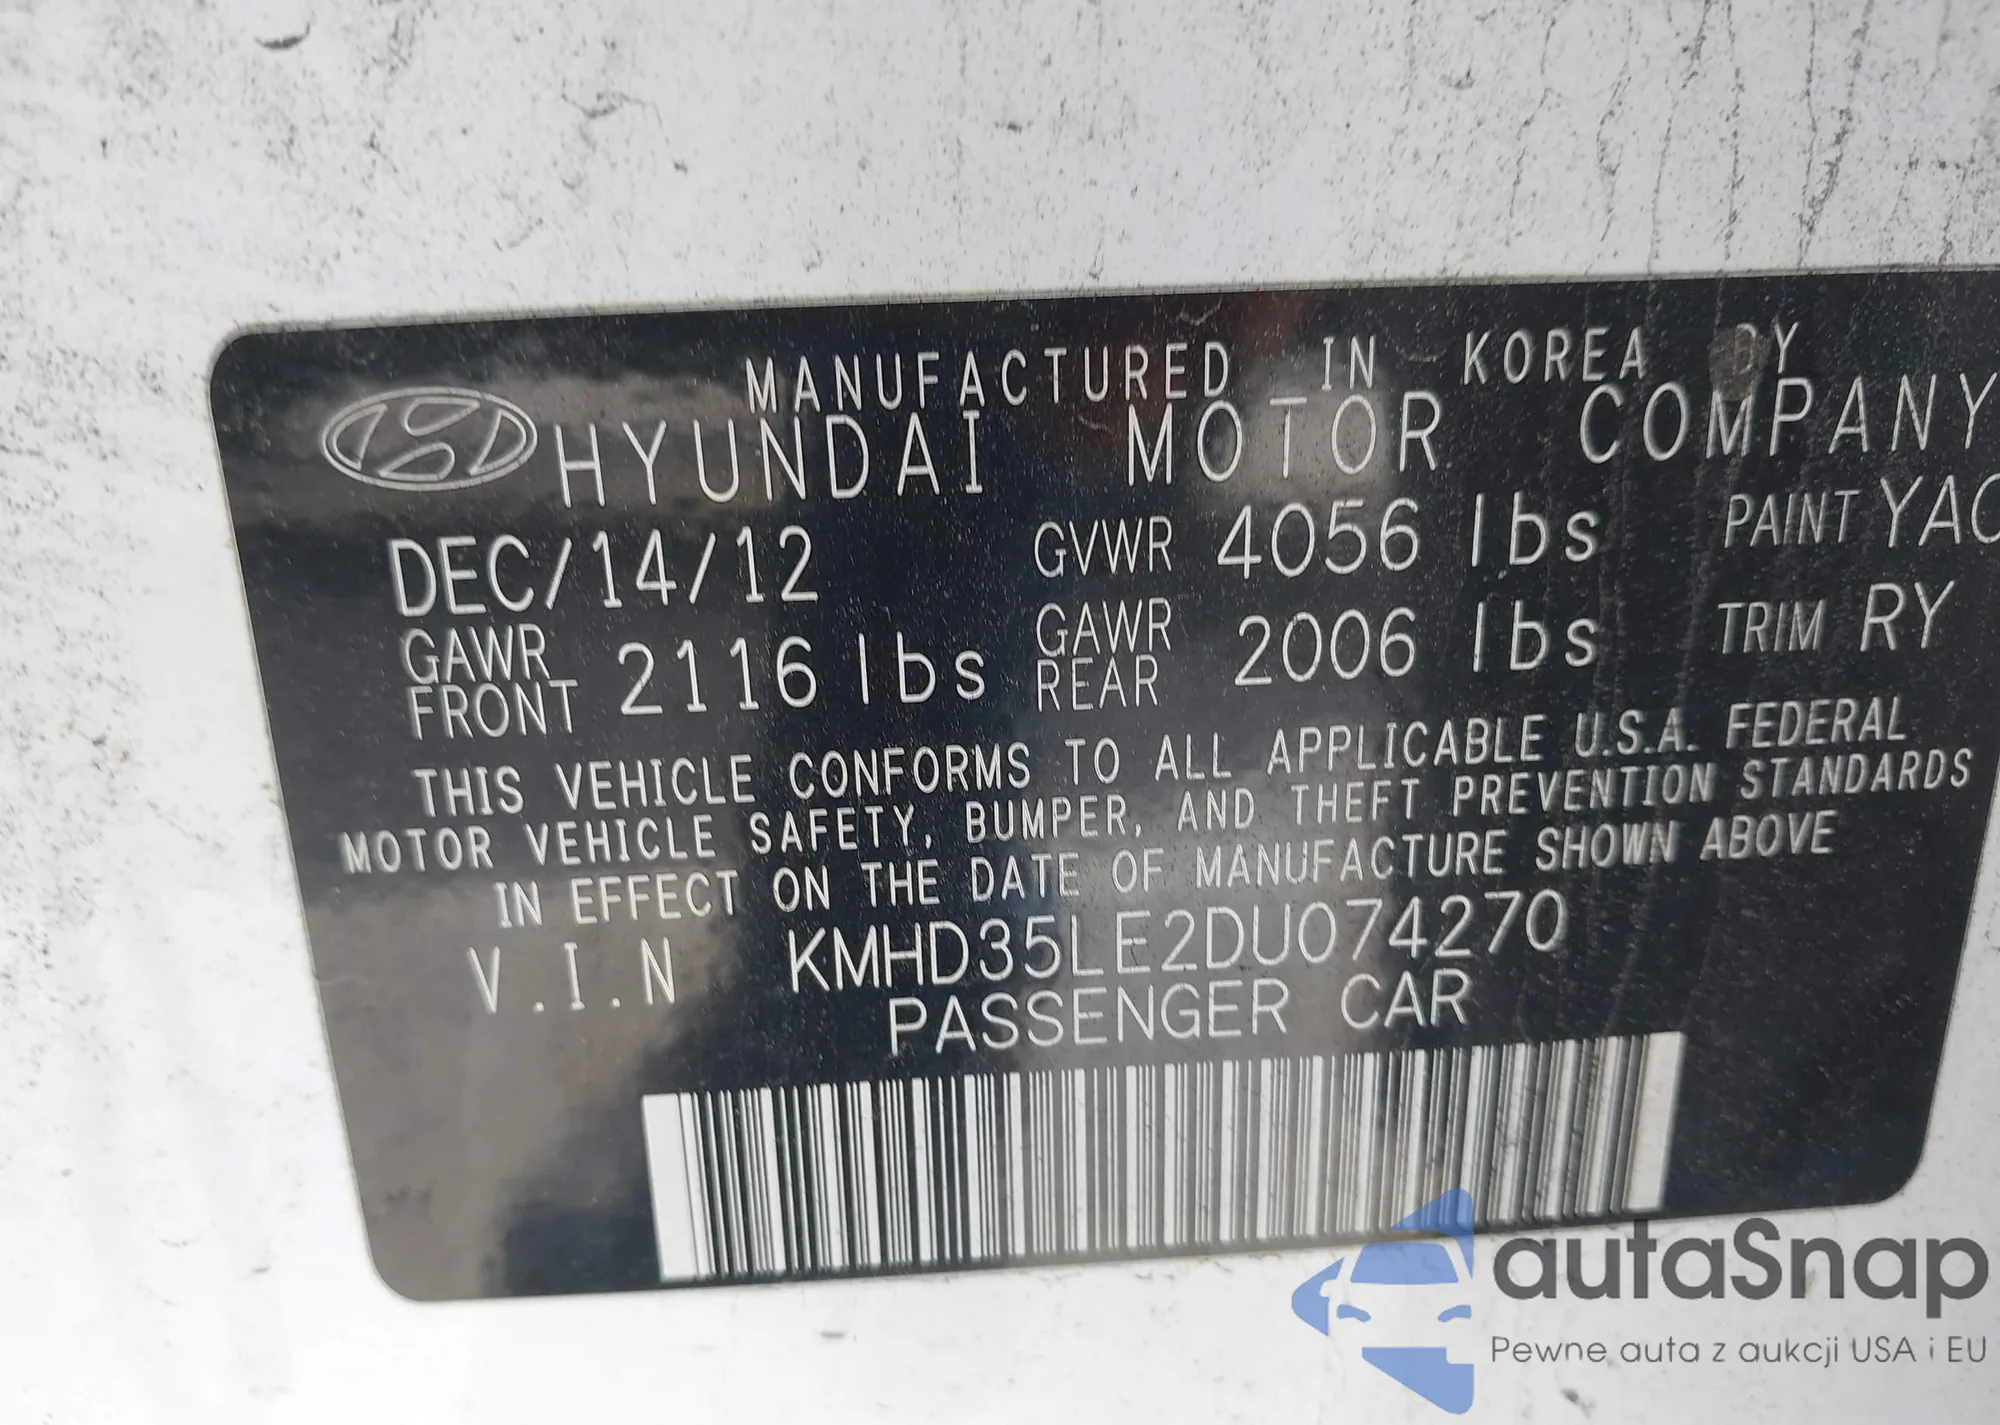 MANUFACTURED IN KOREA BY
HYUNDAI MOTOR COMPANY
DEC/14/12 GVWR 4056 lbs PAINT YAC
GAWR FRONT 2116 lbs GAWR REAR 2006 lbs TRIM RY
THIS VEHICLE CONFORMS TO ALL APPLICABLE U.S.A. FEDERAL
MOTOR VEHICLE SAFETY, BUMPER, AND THEFT PREVENTION STANDARDS
IN EFFECT ON THE DATE OF MANUFACTURE SHOWN ABOVE
V.I.N KMHD35LE2DU074270
PASSENGER CAR
autaSnap
Pewne auta z aukcji USA i EU